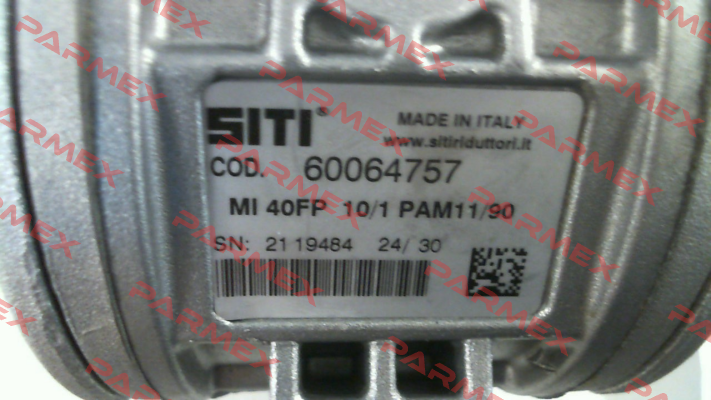 SITI®
MADE IN ITALY
www.sitiriduttori.it
COD. 60064757
MI 40FP 10/1 PAM11/90
SN: 21 19484 24/ 30
PARMEX